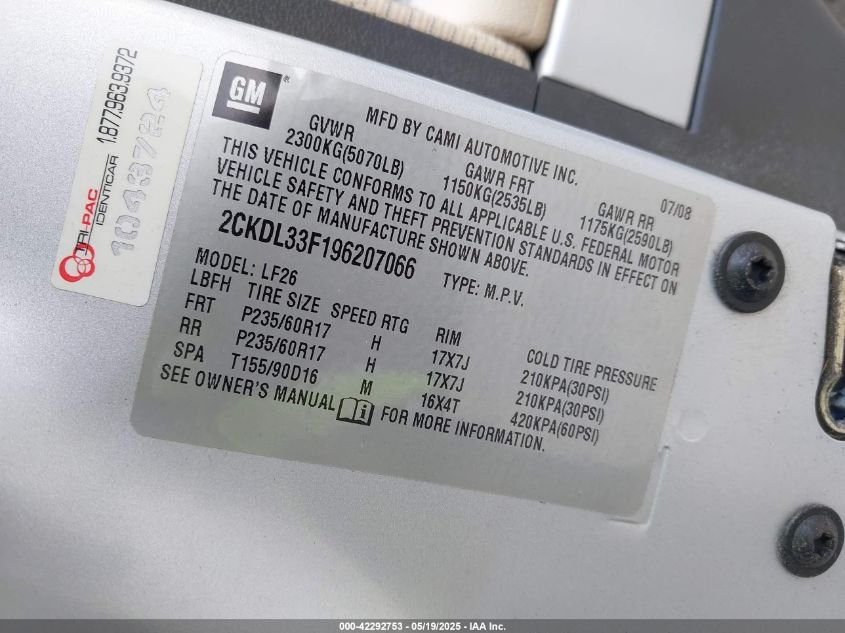 1.877.963.9372
TRI-PAC
IDENTICAR
10437124
GM
MFD BY CAMI AUTOMOTIVE INC.
07/08
GVWR GAWR FRT GAWR RR
2300KG(5070LB) 1150KG(2535LB) 1175KG(2590LB)
THIS VEHICLE CONFORMS TO ALL APPLICABLE U.S. FEDERAL MOTOR
VEHICLE SAFETY AND THEFT PREVENTION STANDARDS IN EFFECT ON
THE DATE OF MANUFACTURE SHOWN ABOVE.
2CKDL33F196207066 TYPE: M.P.V.
MODEL: LF26
LBFH TIRE SIZE SPEED RTG RIM COLD TIRE PRESSURE
FRT P235/60R17 H 17X7J 210KPA(30PSI)
RR P235/60R17 H 17X7J 210KPA(30PSI)
SPA T155/90D16 M 16X4T 420KPA(60PSI)
SEE OWNER'S MANUAL FOR MORE INFORMATION.
000-42292753 - 05/19/2025 - IAA Inc.